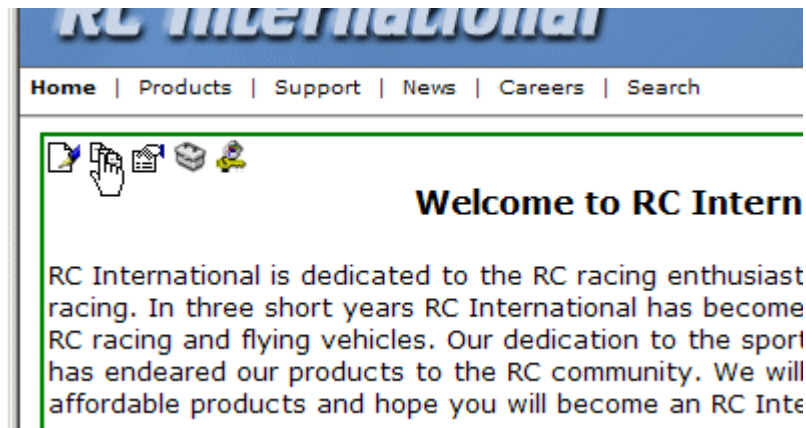 RC International
Home | Products | Support | News | Careers | Search
Welcome to RC Intern
RC International is dedicated to the RC racing enthusiast
racing. In three short years RC International has become
RC racing and flying vehicles. Our dedication to the sport
has endeared our products to the RC community. We will
affordable products and hope you will become an RC Inte